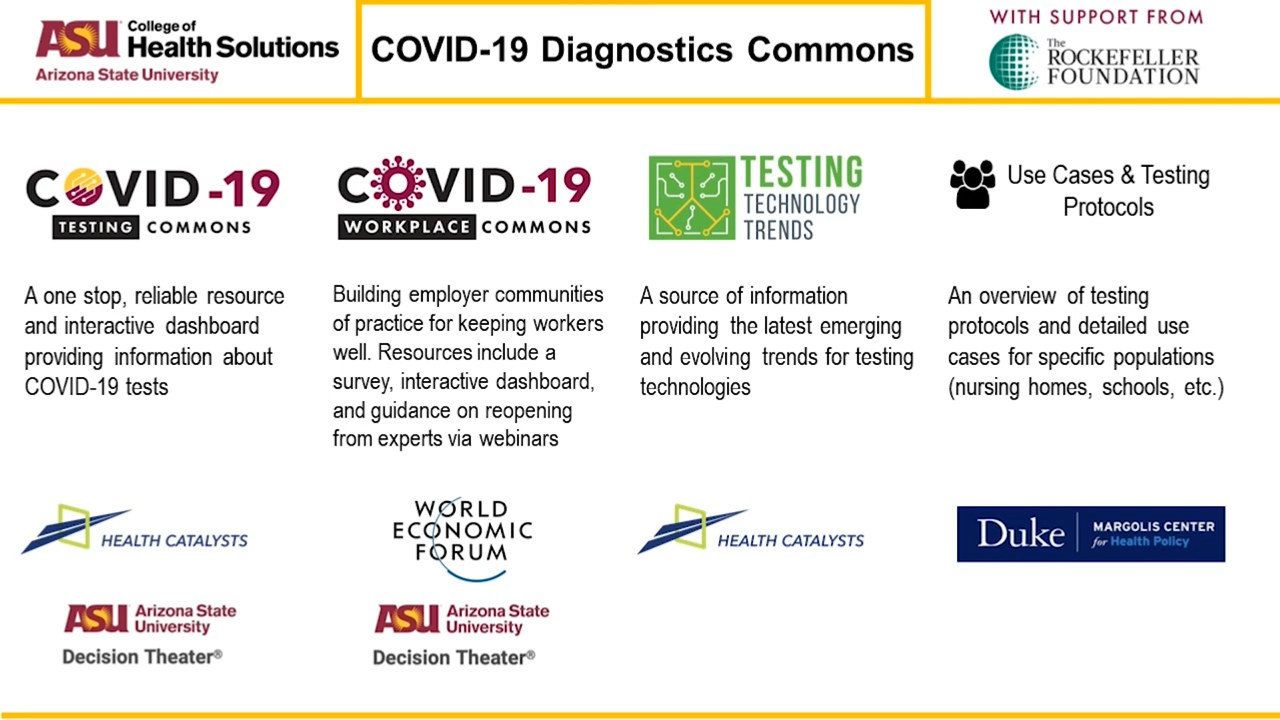 ASU College of
Health Solutions
Arizona State University
COVID-19 Diagnostics Commons
WITH SUPPORT FROM
The
ROCKEFELLER
FOUNDATION
COVID-19
TESTING COMMONS
COVID-19
WORKPLACE COMMONS
TESTING
TECHNOLOGY
TRENDS
Use Cases & Testing
Protocols
A one stop, reliable resource
and interactive dashboard
providing information about
COVID-19 tests
Building employer communities
of practice for keeping workers
well. Resources include a
survey, interactive dashboard,
and guidance on reopening
from experts via webinars
A source of information
providing the latest emerging
and evolving trends for testing
technologies
An overview of testing
protocols and detailed use
cases for specific populations
(nursing homes, schools, etc.)
HEALTH CATALYSTS
WORLD
ECONOMIC
FORUM
HEALTH CATALYSTS
Duke MARGOLIS CENTER
for Health Policy
ASU Arizona State
University
Decision Theater®
ASU Arizona State
University
Decision Theater®